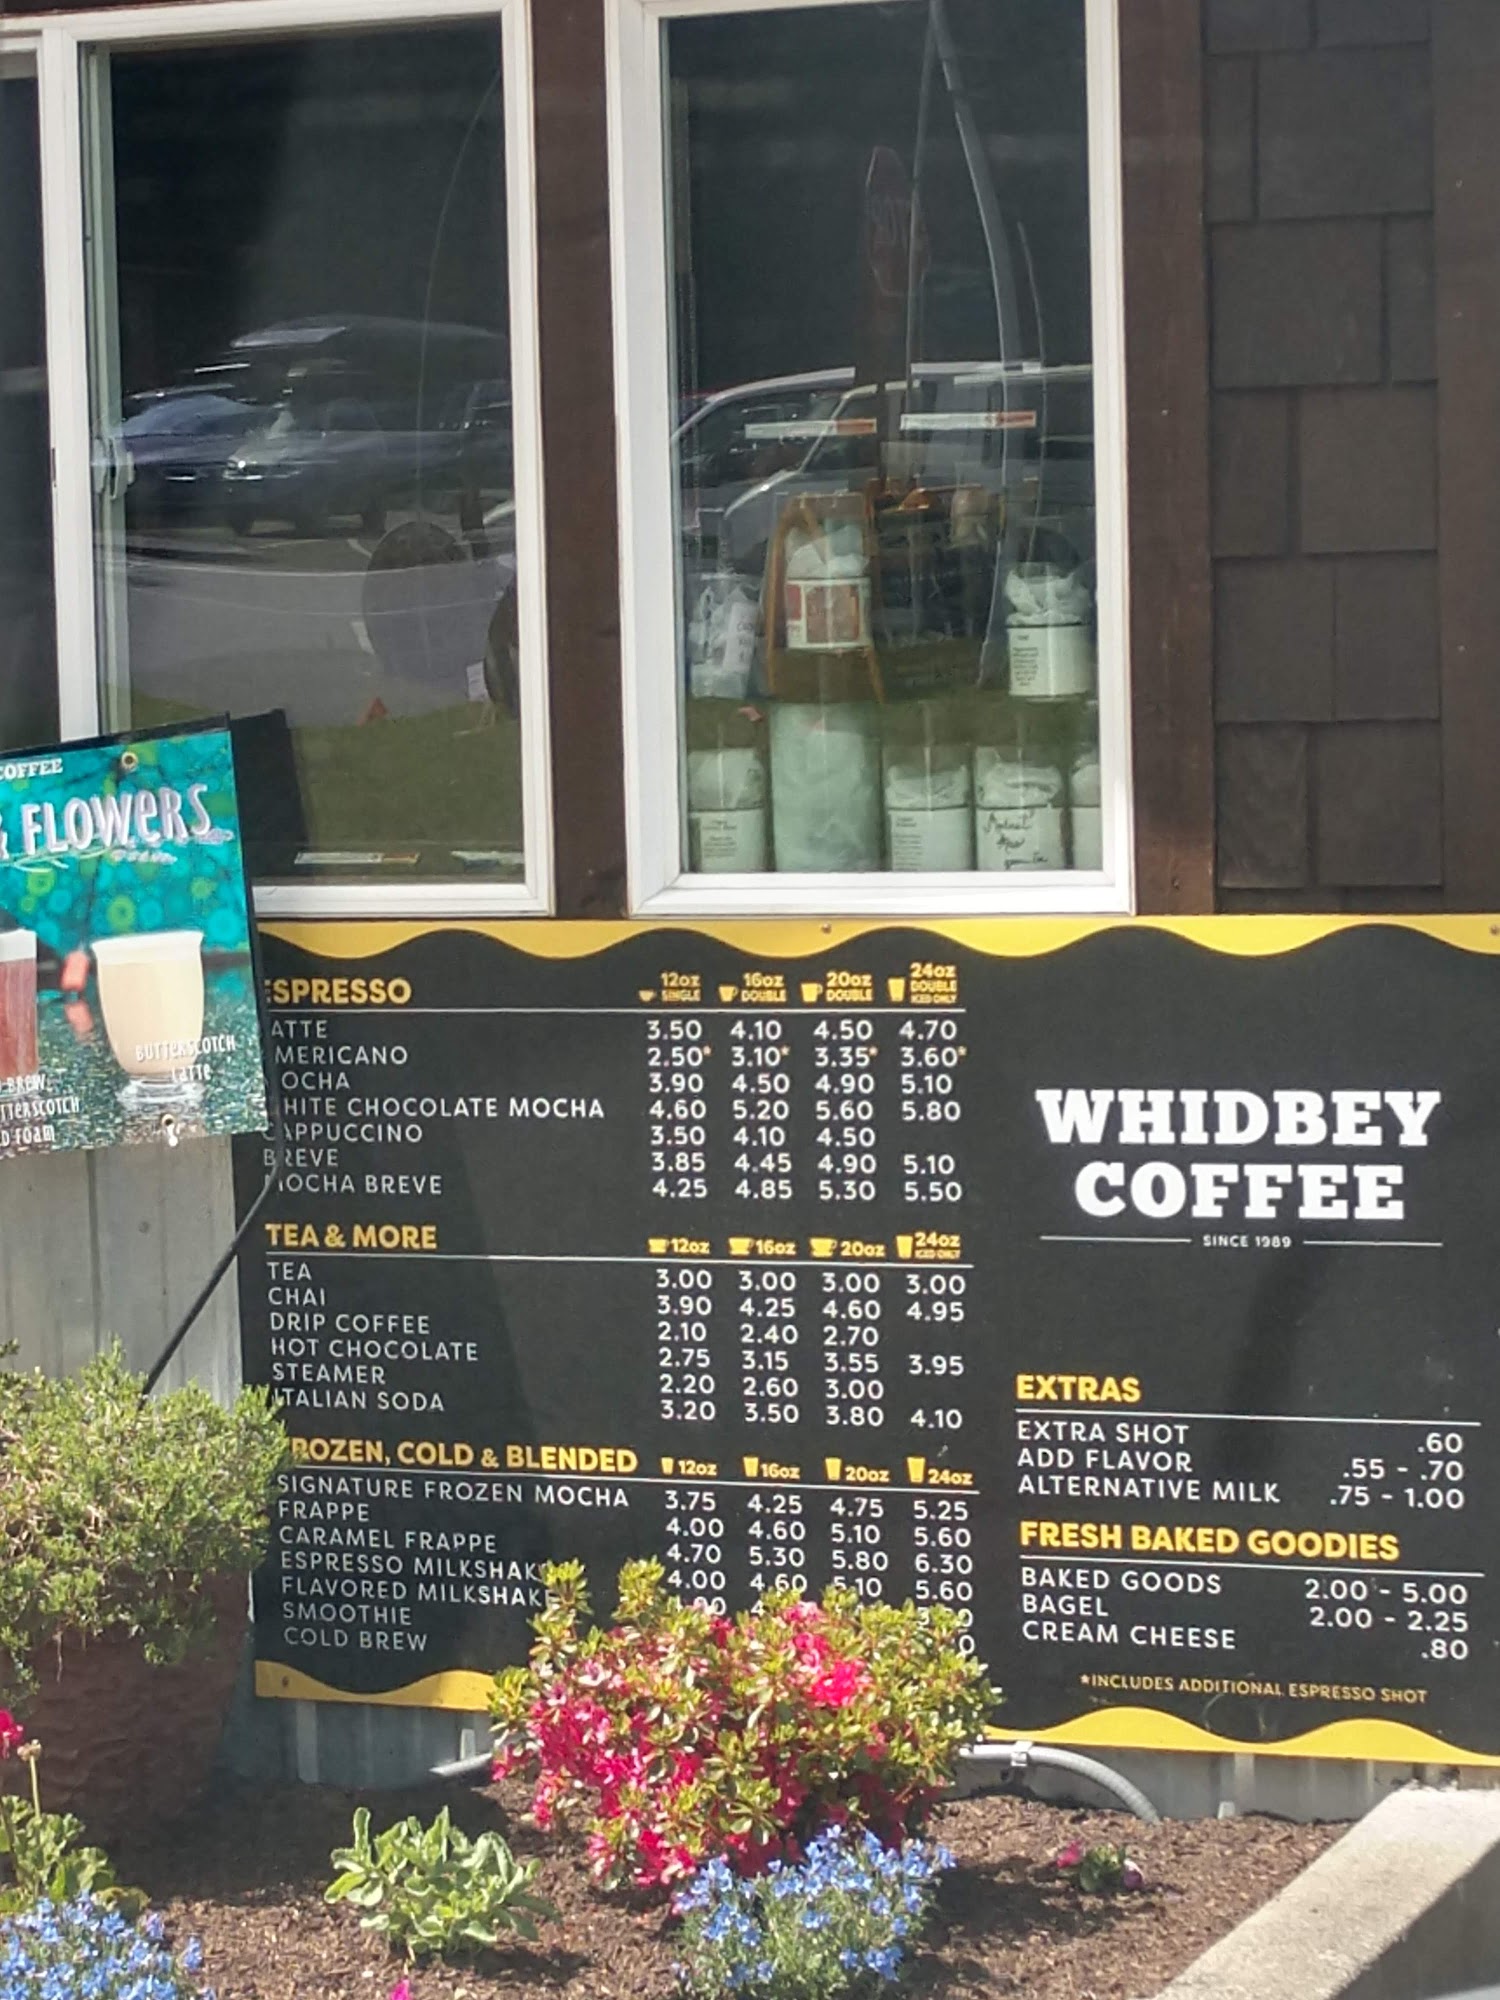 COFFEE
& FLOWERS
BUTTERSCOTCH
LATTE
BREW
D FOAM
ESPRESSO 12oz SINGLE 16oz DOUBLE 20oz DOUBLE 24oz DOUBLE ICED ONLY
ATTE 3.50 4.10 4.50 4.70
MERICANO 2.50* 3.10* 3.35* 3.60*
OCHA 3.90 4.50 4.90 5.10
HITE CHOCOLATE MOCHA 4.60 5.20 5.60 5.80
CAPPUCCINO 3.50 4.10 4.50
BREVE 3.85 4.45 4.90 5.10
MOCHA BREVE 4.25 4.85 5.30 5.50
TEA & MORE 12oz 16oz 20oz 24oz ICED ONLY
TEA 3.00 3.00 3.00 3.00
CHAI 3.90 4.25 4.60 4.95
DRIP COFFEE 2.10 2.40 2.70
HOT CHOCOLATE 2.75 3.15 3.55 3.95
STEAMER 2.20 2.60 3.00
ITALIAN SODA 3.20 3.50 3.80 4.10
FROZEN, COLD & BLENDED 12oz 16oz 20oz 24oz
SIGNATURE FROZEN MOCHA 3.75 4.25 4.75 5.25
FRAPPE 4.00 4.60 5.10 5.60
CARAMEL FRAPPE 4.70 5.30 5.80 6.30
ESPRESSO MILKSHAK 4.00 4.60 5.10 5.60
FLAVORED MILKSHAKE
SMOOTHIE
COLD BREW
WHIDBEY
COFFEE
SINCE 1989
EXTRAS
EXTRA SHOT .60
ADD FLAVOR .55 - .70
ALTERNATIVE MILK .75 - 1.00
FRESH BAKED GOODIES
BAKED GOODS 2.00 - 5.00
BAGEL 2.00 - 2.25
CREAM CHEESE .80
*INCLUDES ADDITIONAL ESPRESSO SHOT